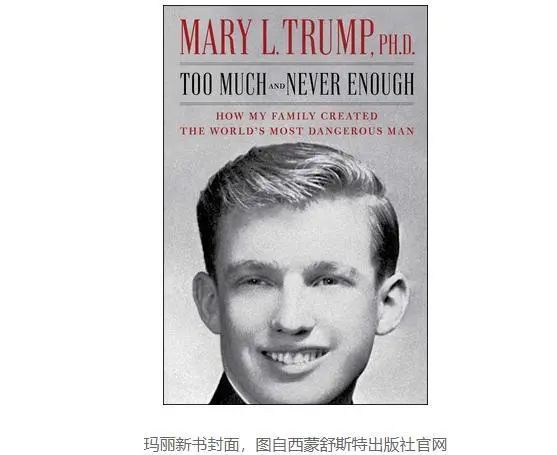 MARY L. TRUMP, PH.D.
TOO MUCH AND NEVER ENOUGH
HOW MY FAMILY CREATED
THE WORLD'S MOST DANGEROUS MAN
玛丽新书封面，图自西蒙舒斯特出版社官网